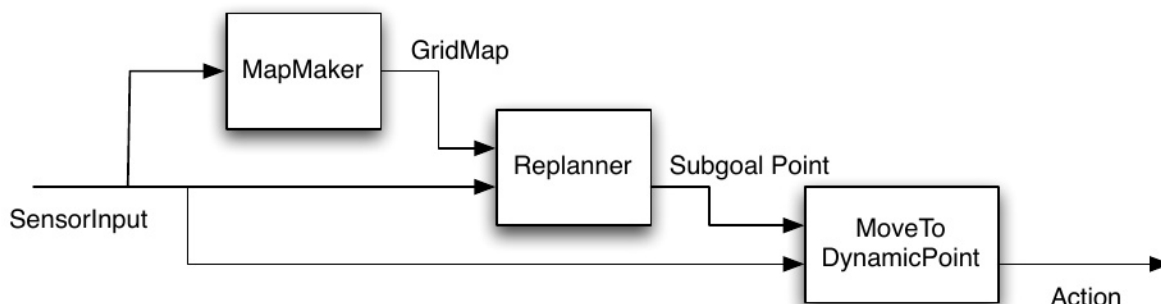 GridMap
MapMaker
Replanner
Subgoal Point
SensorInput
MoveTo
DynamicPoint
Action